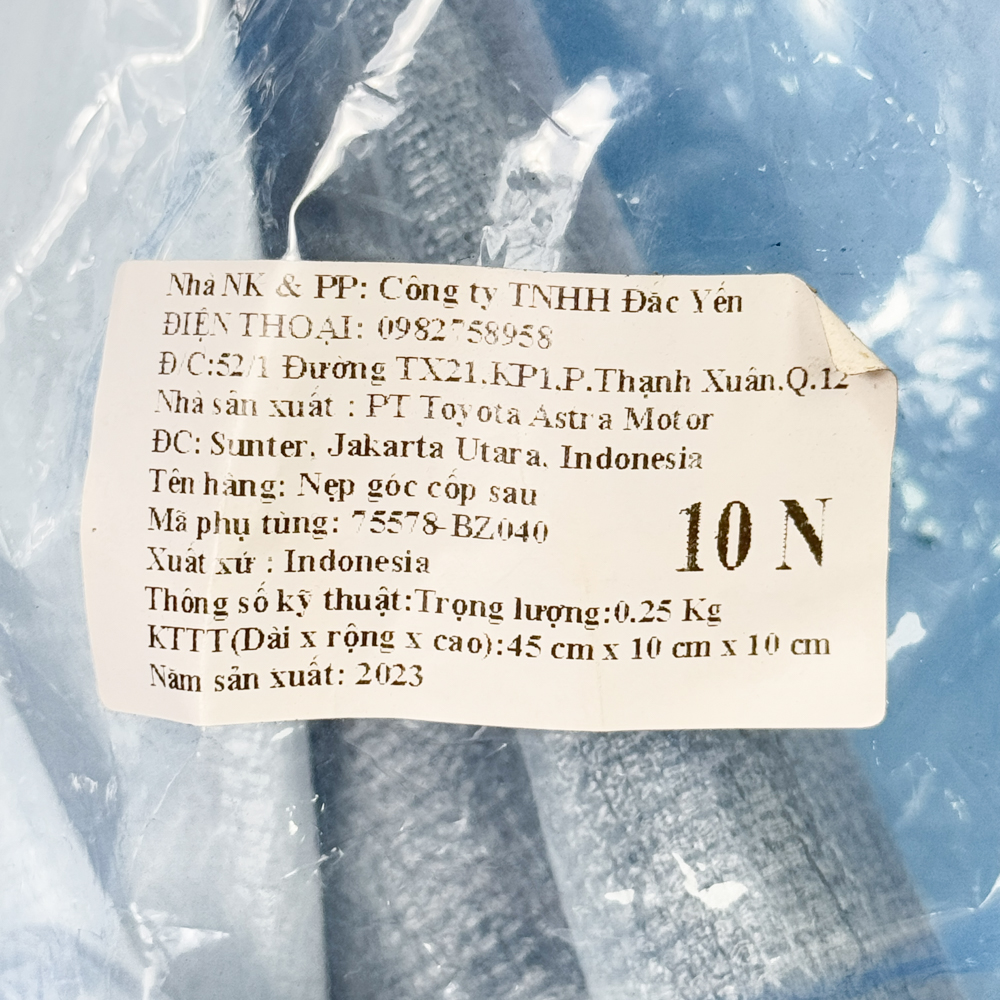 Nhà NK & PP: Công ty TNHH Đắc Yến
ĐIỆN THOẠI: 0982758958
Đ/C:52/1 Đường TX21.KP1.P.Thạnh Xuân.Q.12
Nhà sản xuất : PT Toyota Astra Motor
ĐC: Sunter, Jakarta Utara, Indonesia
Tên hàng: Nẹp góc cốp sau
Mã phụ tùng: 75578-BZ040
10 N
Xuất xứ : Indonesia
Thông số kỹ thuật:Trọng lượng:0.25 Kg
KTTT(Dài x rộng x cao):45 cm x 10 cm x 10 cm
Năm sản xuất: 2023